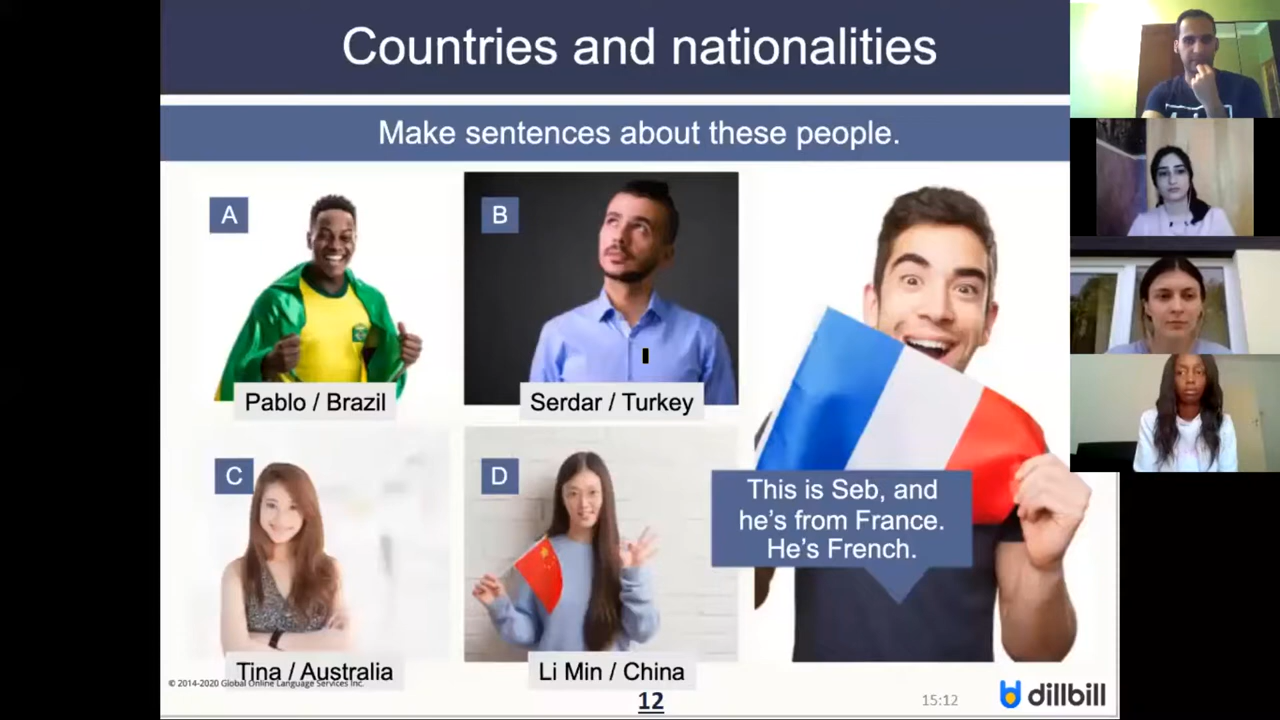 Countries and nationalities
Make sentences about these people.
A
Pablo / Brazil
B
Serdar / Turkey
C
Tina / Australia
D
Li Min / China
This is Seb, and
he's from France.
He's French.
© 2014-2020 Global Online Language Services Inc.
12
15:12
dillbill